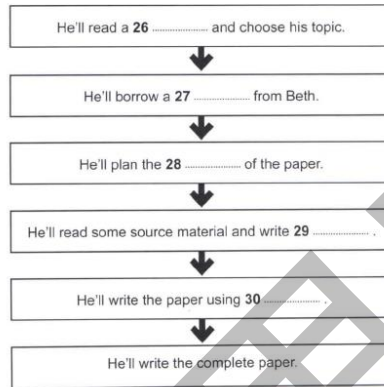 He'll read a 26 .................. and choose his topic.
He'll borrow a 27 .................. from Beth.
He'll plan the 28 .................. of the paper.
He'll read some source material and write 29 .................. .
He'll write the paper using 30 .................. .
He'll write the complete paper.